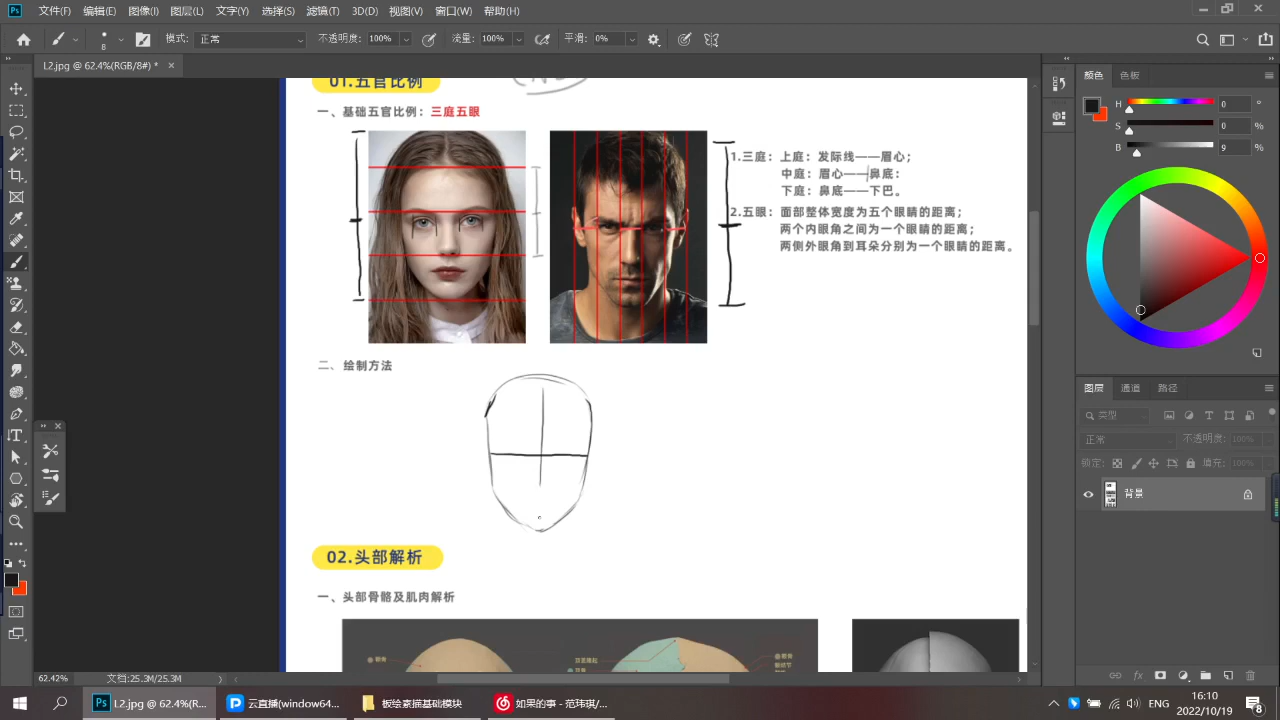 Ps
文件(F) 编辑(E) 图像(I) 图层(L) 文字(Y) 选择(S) 滤镜(T) 3D(D) 视图(V) 窗口(W) 帮助(H)
8
模式: 正常
不透明度: 100%
流量: 100%
平滑: 0%
L2.jpg @ 62.4%(RGB/8#) *
01.五官比例
一、基础五官比例：三庭五眼
1.三庭：上庭：发际线——眉心；
中庭：眉心——鼻底：
下庭：鼻底——下巴。
2.五眼：面部整体宽度为五个眼睛的距离；
两个内眼角之间为一个眼睛的距离；
两侧外眼角到耳朵分别为一个眼睛的距离。
二、绘制方法
02.头部解析
一、头部骨骼及肌肉解析
额骨
0 °
S 0 %
B 0 %
图层 通道 路径
类型
正常 不透明度: 100%
锁定: 填充: 100%
背景
62.42% 文档:25.3M/23.3M
L2.jpg @ 62.4%(R...
云直播(window64...
板绘素描基础模块
如果的事 - 范玮琪/...
ENG
16:10
2022/10/19